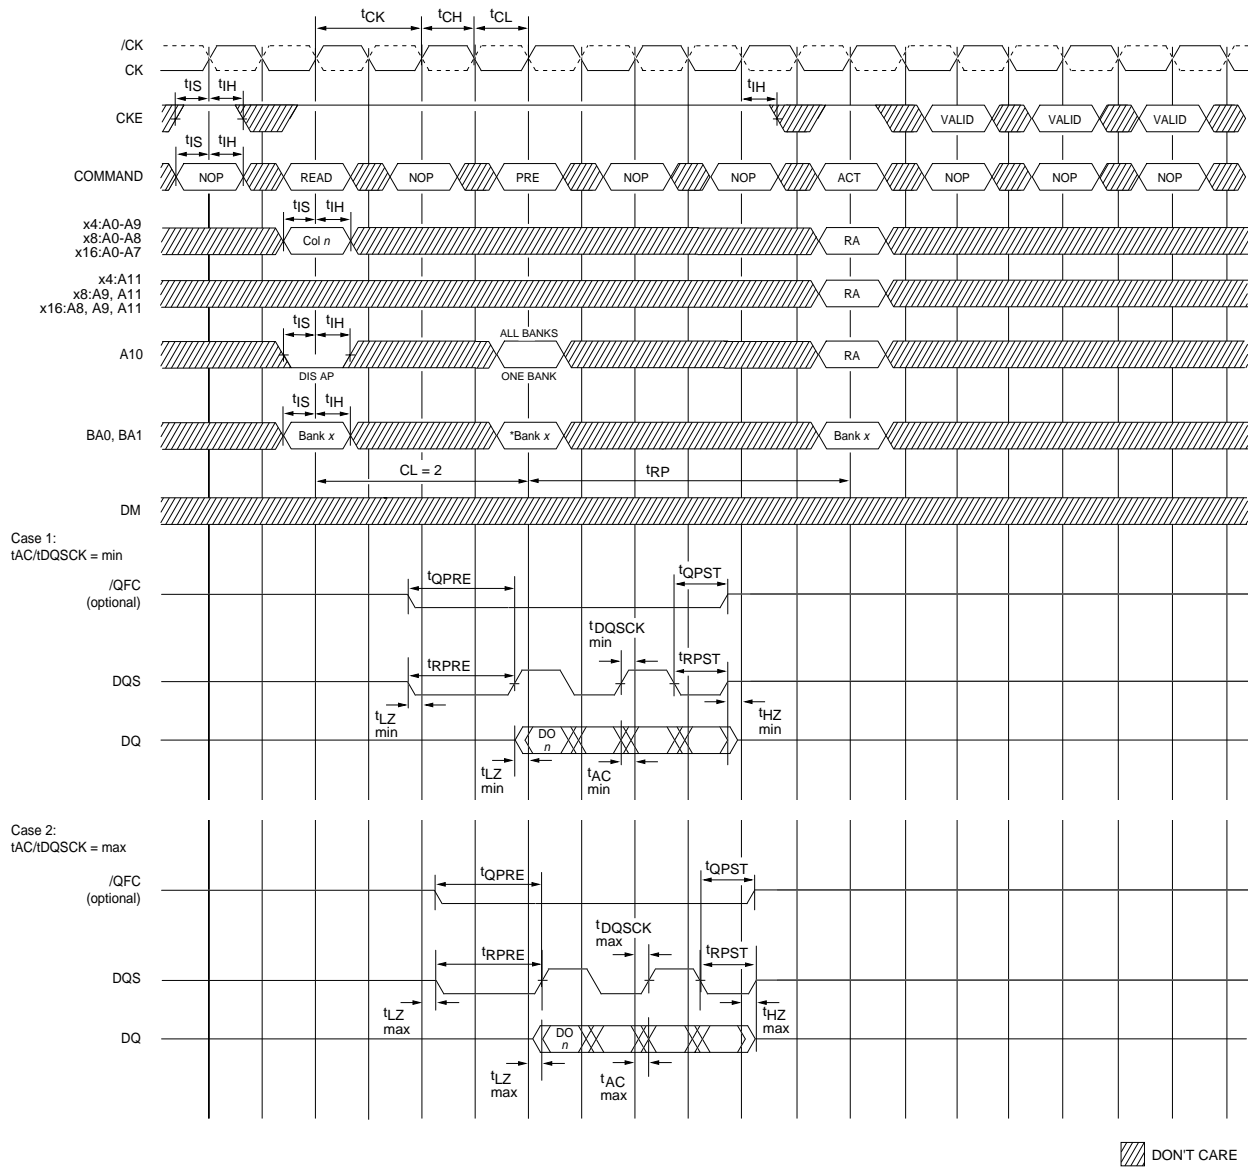 tCK tCH tCL
/CK
CK
tIS tIH tIH
CKE VALID VALID VALID
tIS tIH
COMMAND NOP READ NOP PRE NOP NOP ACT NOP NOP NOP
tIS tIH
x4:A0-A9
x8:A0-A8
x16:A0-A7
Col n RA
x4:A11
x8:A9, A11
x16:A8, A9, A11
RA
tIS tIH ALL BANKS
A10 RA
DIS AP ONE BANK
tIS tIH
BA0, BA1 Bank x *Bank x Bank x
CL = 2 tRP
DM
Case 1:
tAC/tDQSCK = min
tQPRE tQPST
/QFC
(optional)
tDQSCK
min
tRPRE tRPST
DQS
tLZ
min
tHZ
min
DQ DO
n
tLZ
min
tAC
min
Case 2:
tAC/tDQSCK = max
tQPRE tQPST
/QFC
(optional)
tDQSCK
max
tRPRE tRPST
DQS
tLZ
max
tHZ
max
DQ DO
n
tLZ
max
tAC
max
DON'T CARE